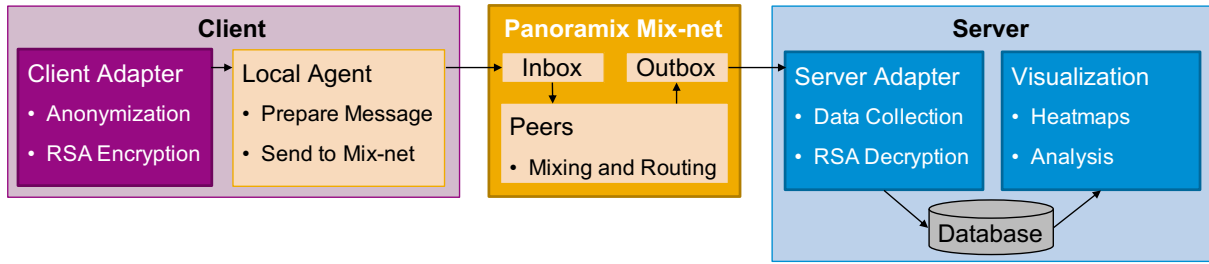 Client
Client Adapter
• Anonymization
• RSA Encryption
Local Agent
• Prepare Message
• Send to Mix-net
Panoramix Mix-net
Inbox
Outbox
Peers
• Mixing and Routing
Server
Server Adapter
• Data Collection
• RSA Decryption
Visualization
• Heatmaps
• Analysis
Database